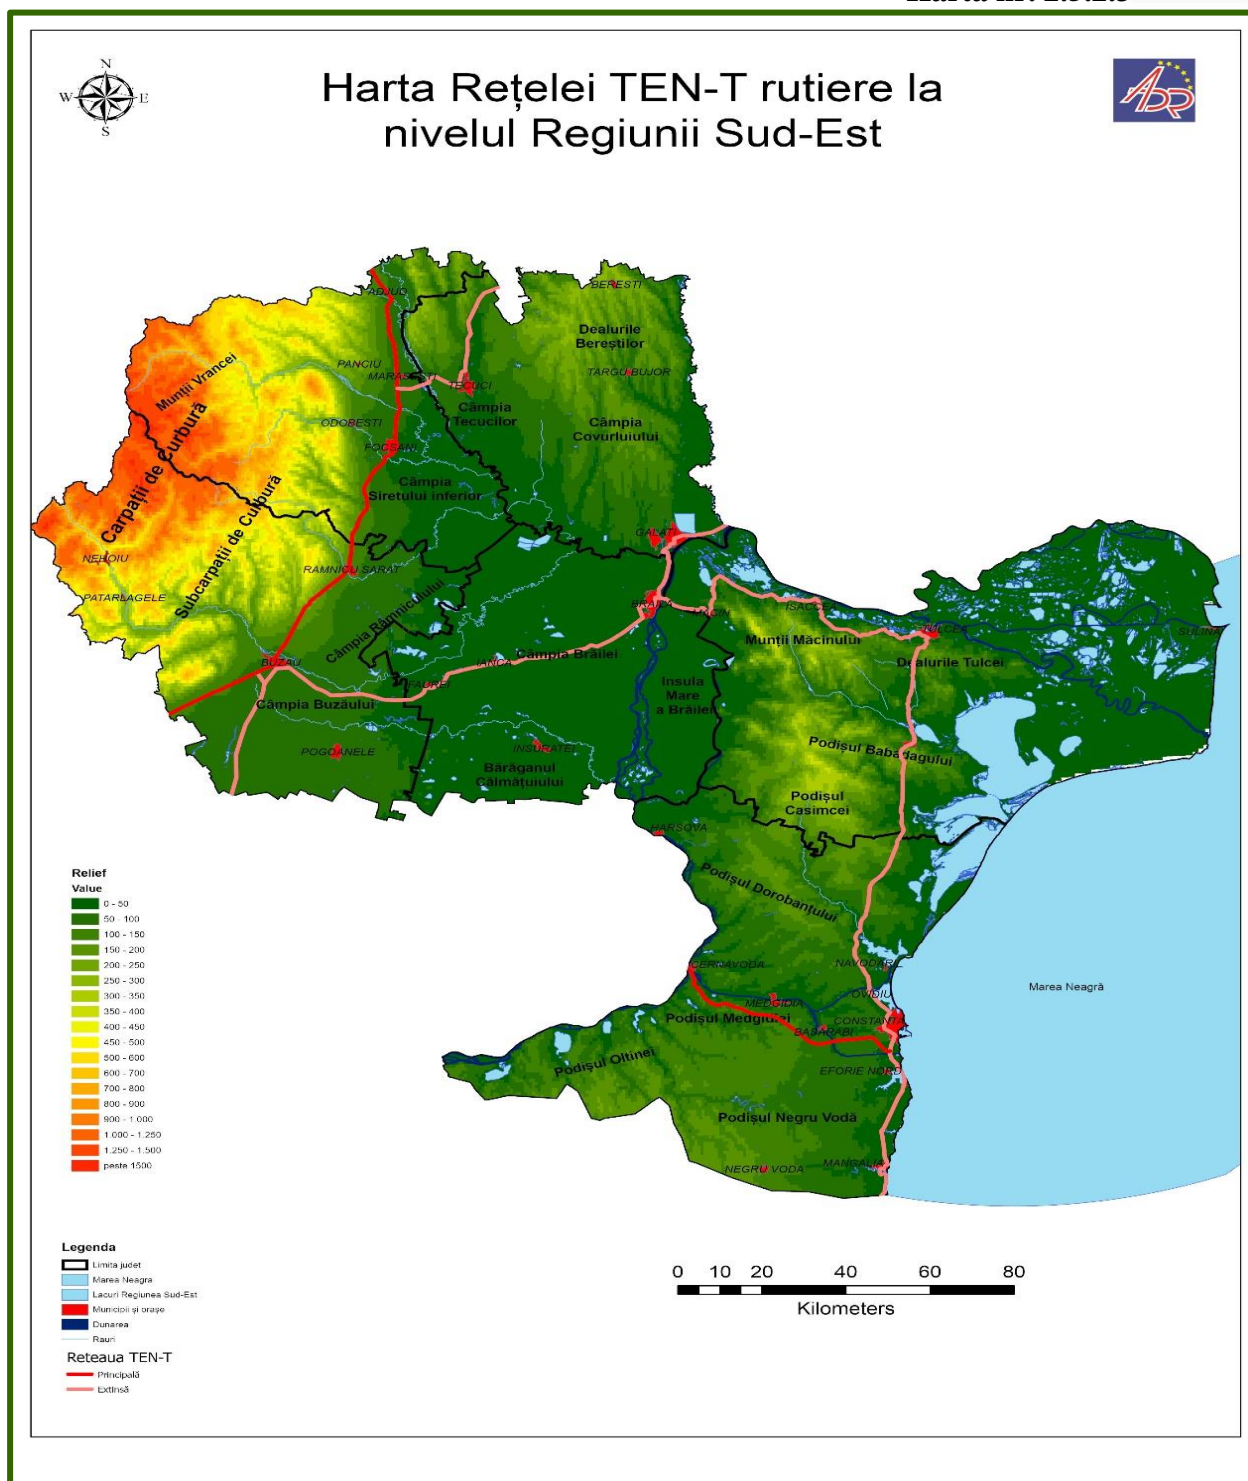 N
W E
S
Harta Rețelei TEN-T rutiere la
nivelul Regiunii Sud-Est
ADR
BERESTI
ADJUD
Dealurile
Bereștilor
Munții Vrancei
PANCIU
MARASESTI
TECUCI
TARGU BUJOR
Câmpia
Tecucilor
Câmpia
Covurluiului
ODOBESTI
FOCSANI
Carpații de Curbură
Câmpia
Siretului inferior
Subcarpații de Curbură
GALATI
NEHOIU
RAMNICU SARAT
PATARLAGELE
Câmpia Râmnicului
BRAILA
MACIN
ISACCEA
TULCEA
SULINA
Munții Măcinului
BUZAU
IANCA
Câmpia Brăilei
Dealurile Tulcei
FAUREI
Insula
Mare
a Brăilei
Câmpia Buzăului
POGOANELE
INSURATEI
Podișul Babadagului
Bărăganul
Călmățuiului
Podișul
Casimcei
HARSOVA
Podișul Dorobanțului
CERNAVODA
NAVODARI
Marea Neagră
MEDGIDIA
OVIDIU
Podișul Medgidiei
CONSTANTA
BASARABI
Podișul Oltinei
EFORIE NORD
Podișul Negru Vodă
NEGRU VODA
MANGALIA
Relief
Value
0 - 50
50 - 100
100 - 150
150 - 200
200 - 250
250 - 300
300 - 350
350 - 400
400 - 450
450 - 500
500 - 600
600 - 700
700 - 800
800 - 900
900 - 1.000
1.000 - 1.250
1.250 - 1.500
peste 1500
Legenda
Limita judet
Marea Neagra
Lacuri Regiunea Sud-Est
Municipii și orașe
Dunarea
Rauri
Reteaua TEN-T
Principală
Extinsă
0 10 20 40 60 80
Kilometers